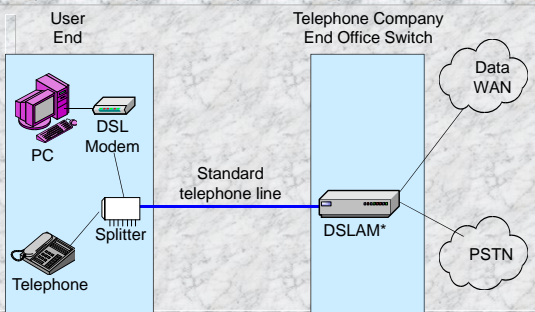 User
End
Telephone Company
End Office Switch
Data
WAN
DSL
Modem
PC
Standard
telephone line
Splitter
DSLAM*
PSTN
Telephone